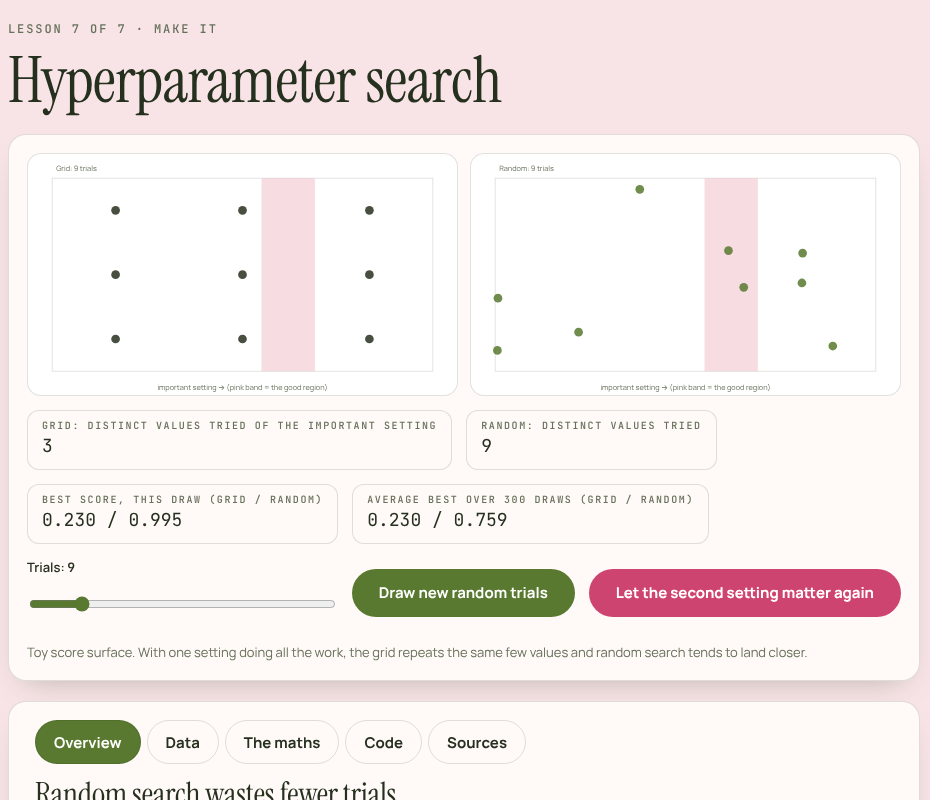 LESSON 7 OF 7 · MAKE IT
Hyperparameter search
Grid: 9 trials
important setting → (pink band = the good region)
Random: 9 trials
important setting → (pink band = the good region)
GRID: DISTINCT VALUES TRIED OF THE IMPORTANT SETTING
3
RANDOM: DISTINCT VALUES TRIED
9
BEST SCORE, THIS DRAW (GRID / RANDOM)
0.230 / 0.995
AVERAGE BEST OVER 300 DRAWS (GRID / RANDOM)
0.230 / 0.759
Trials: 9
Draw new random trials
Let the second setting matter again
Toy score surface. With one setting doing all the work, the grid repeats the same few values and random search tends to land closer.
Overview
Data
The maths
Code
Sources
Random search wastes fewer trials